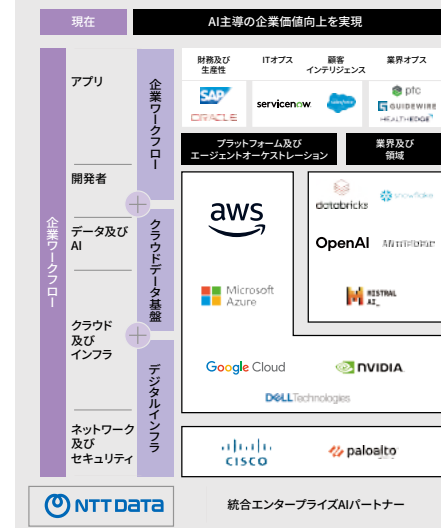 現在
AI主導の企業価値向上を実現
企業ワークフロー
アプリ
開発者
データ及び
AI
クラウド
及び
インフラ
ネットワーク
及び
セキュリティ
企業ワークフロー
クラウドデータ基盤
デジタルインフラ
財務及び
生産性
ITオプス
顧客
インテリジェンス
業界オプス
SAP
ORACLE
servicenow
salesforce
ptc
GUIDEWIRE
HEALTHEDGE
プラットフォーム及び
エージェントオーケストレーション
業界及び
領域
aws
databricks
snowflake
OpenAI
Microsoft
Azure
MISTRAL
AI_
Google Cloud
NVIDIA
DELLTechnologies
CISCO
paloalto
NTT DATA
統合エンタープライズAIパートナー